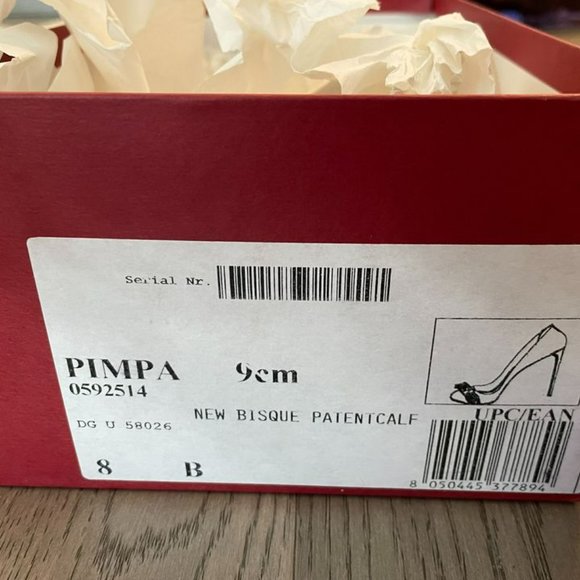 Serial Nr.
PIMPA 9cm
0592514
NEW BISQUE PATENTCALF
DG U 58026
UPC/EAN
8 B
8 050445 377894